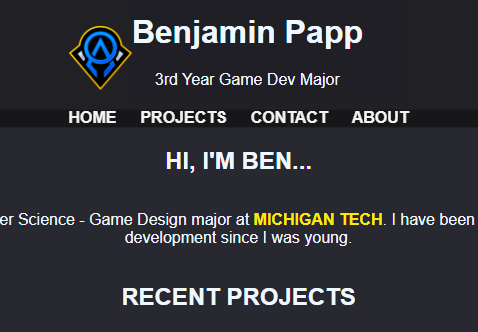 Benjamin Papp
3rd Year Game Dev Major
HOME PROJECTS CONTACT ABOUT
HI, I'M BEN...
er Science - Game Design major at MICHIGAN TECH. I have been
development since I was young.
RECENT PROJECTS